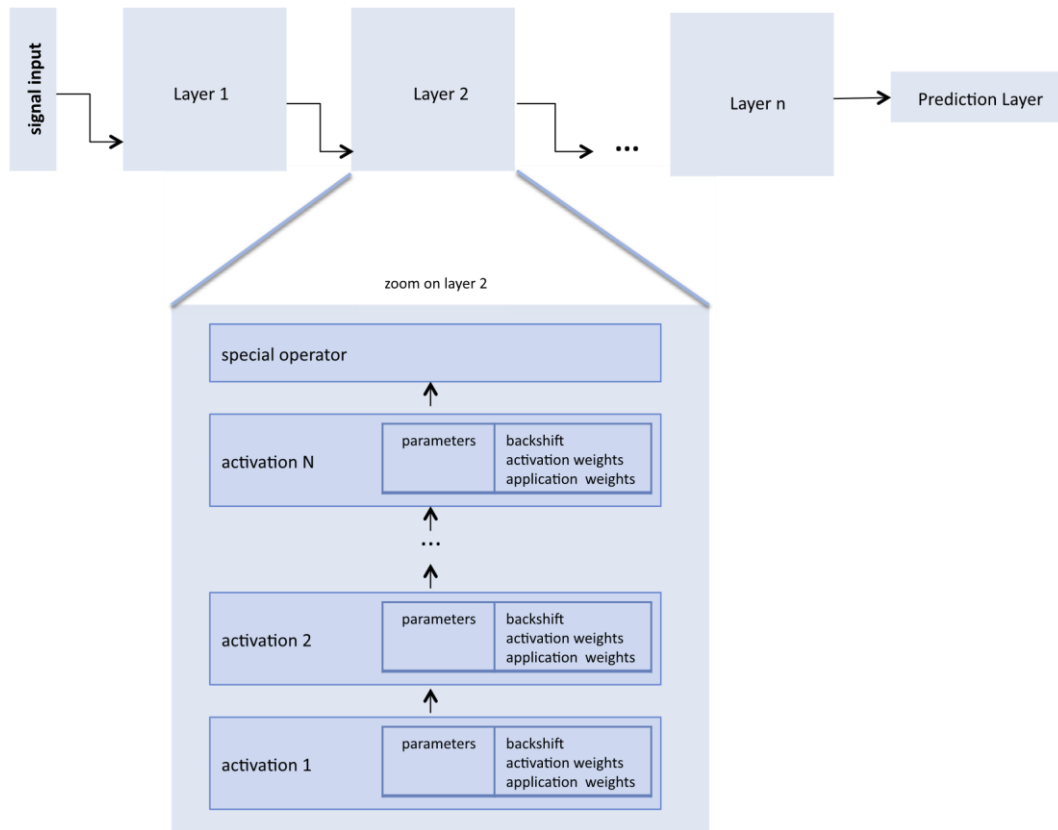 signal input
Layer 1
Layer 2
...
Layer n
Prediction Layer
zoom on layer 2
special operator
activation N
parameters
backshift
activation weights
application weights
...
activation 2
parameters
backshift
activation weights
application weights
activation 1
parameters
backshift
activation weights
application weights